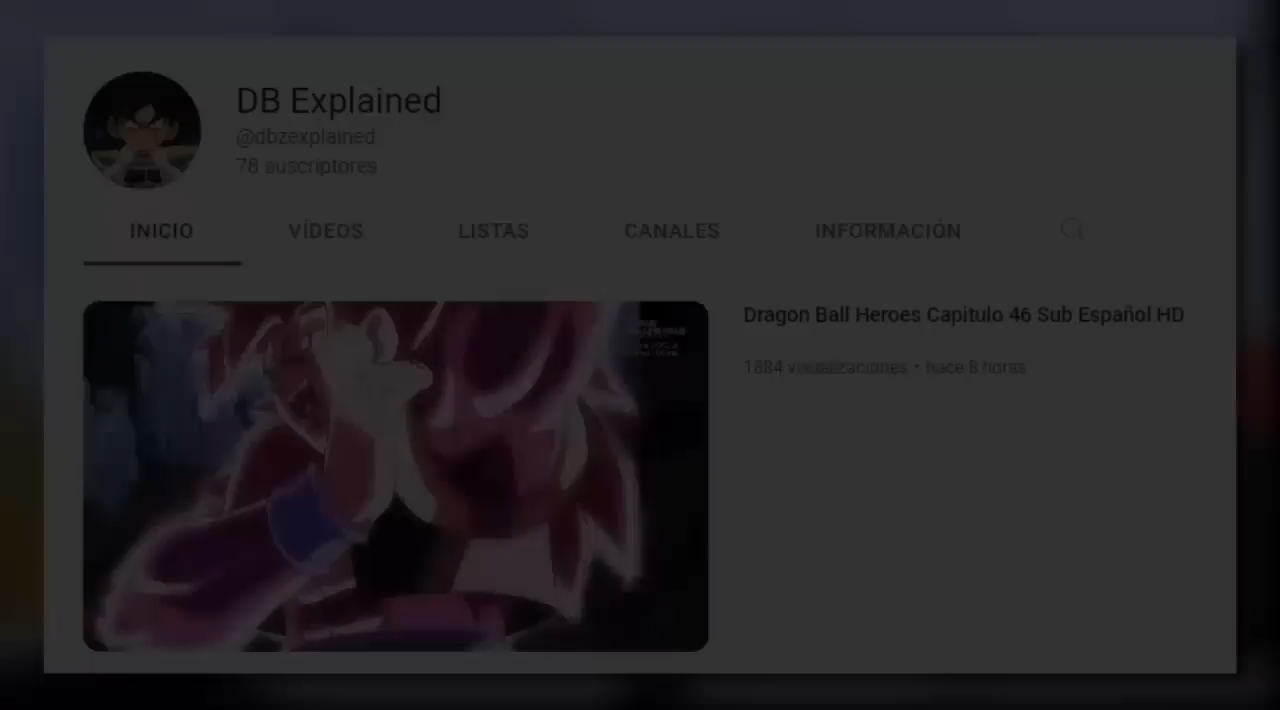 DB Explained
@dbzexplained
78 suscriptores
INICIO VÍDEOS LISTAS CANALES INFORMACIÓN
Dragon Ball Heroes Capitulo 46 Sub Español HD
1884 visualizaciones • hace 8 horas